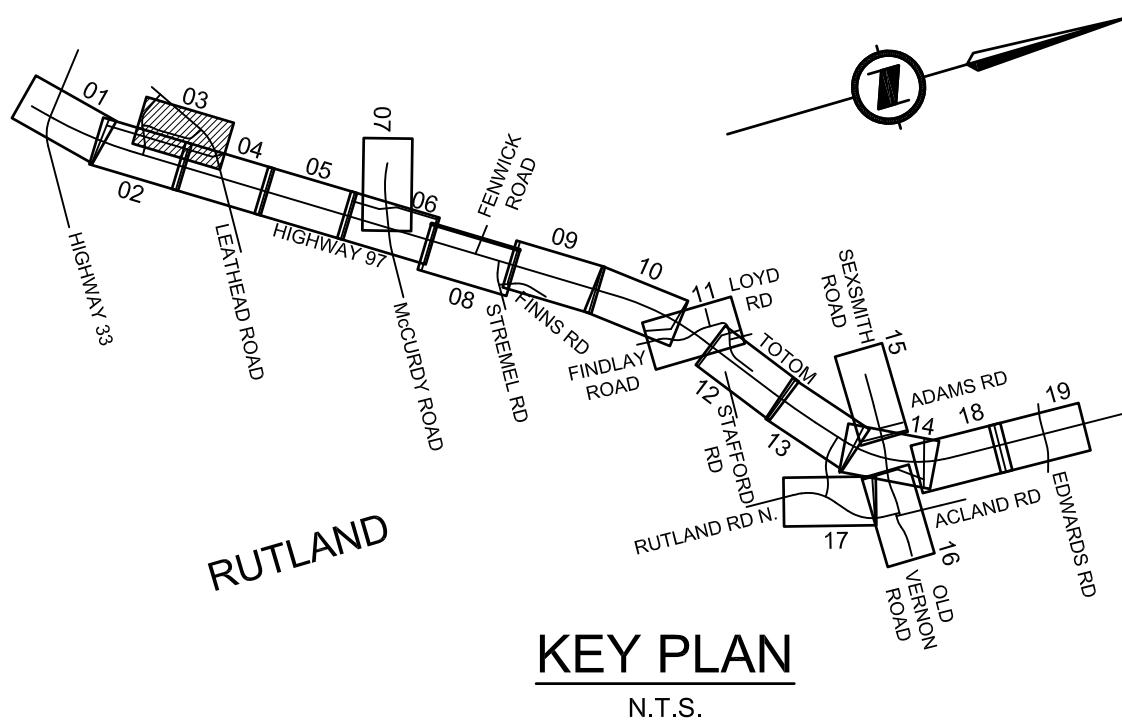 01
03
02
04
05
07
06
FENWICK
ROAD
HIGHWAY 33
LEATHEAD ROAD
HIGHWAY 97
McCURDY ROAD
08
STREMEL RD
FINNS RD
09
10
11
LOYD
RD
FINDLAY
ROAD
TOTOM
12
STAFFORD
RD
13
SEXSMITH
ROAD
15
ADAMS RD
14
18
19
RUTLAND RD N.
17
ACLAND RD
16
OLD
VERNON
ROAD
EDWARDS RD
RUTLAND
KEY PLAN
N.T.S.